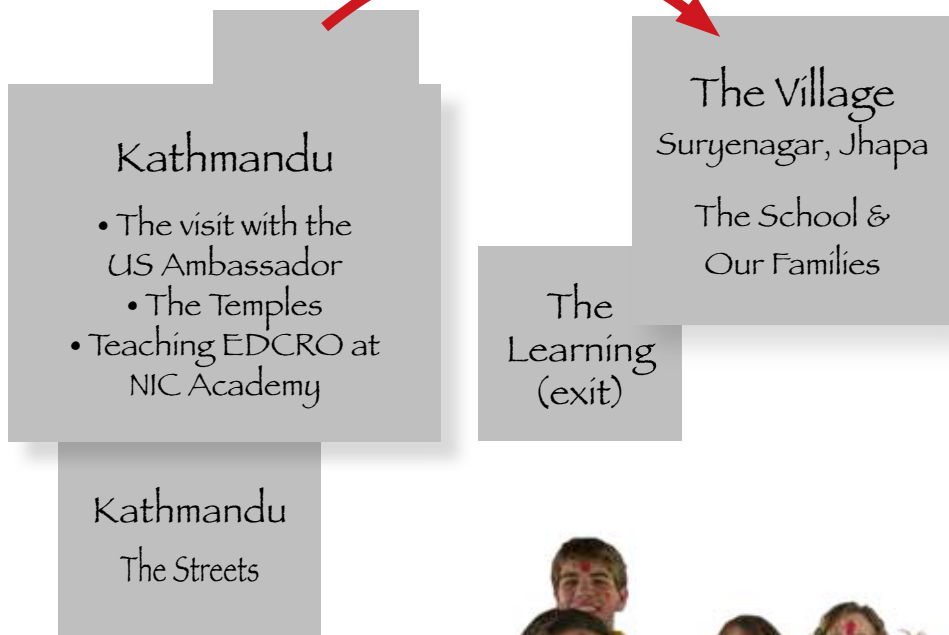 Kathmandu
• The visit with the
US Ambassador
• The Temples
• Teaching EDCRO at
NIC Academy
Kathmandu
The Streets
The Village
Suryenagar, Jhapa
The School &
Our Families
The
Learning
(exit)